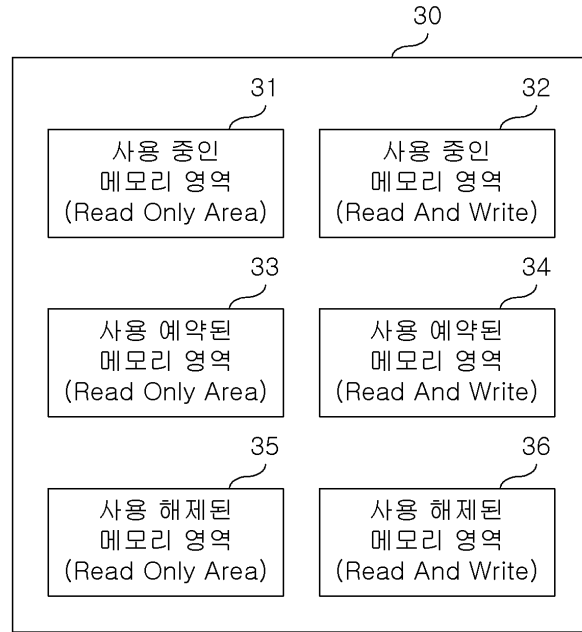 30
31
사용 중인
메모리 영역
(Read Only Area)
32
사용 중인
메모리 영역
(Read And Write)
33
사용 예약된
메모리 영역
(Read Only Area)
34
사용 예약된
메모리 영역
(Read And Write)
35
사용 해제된
메모리 영역
(Read Only Area)
36
사용 해제된
메모리 영역
(Read And Write)